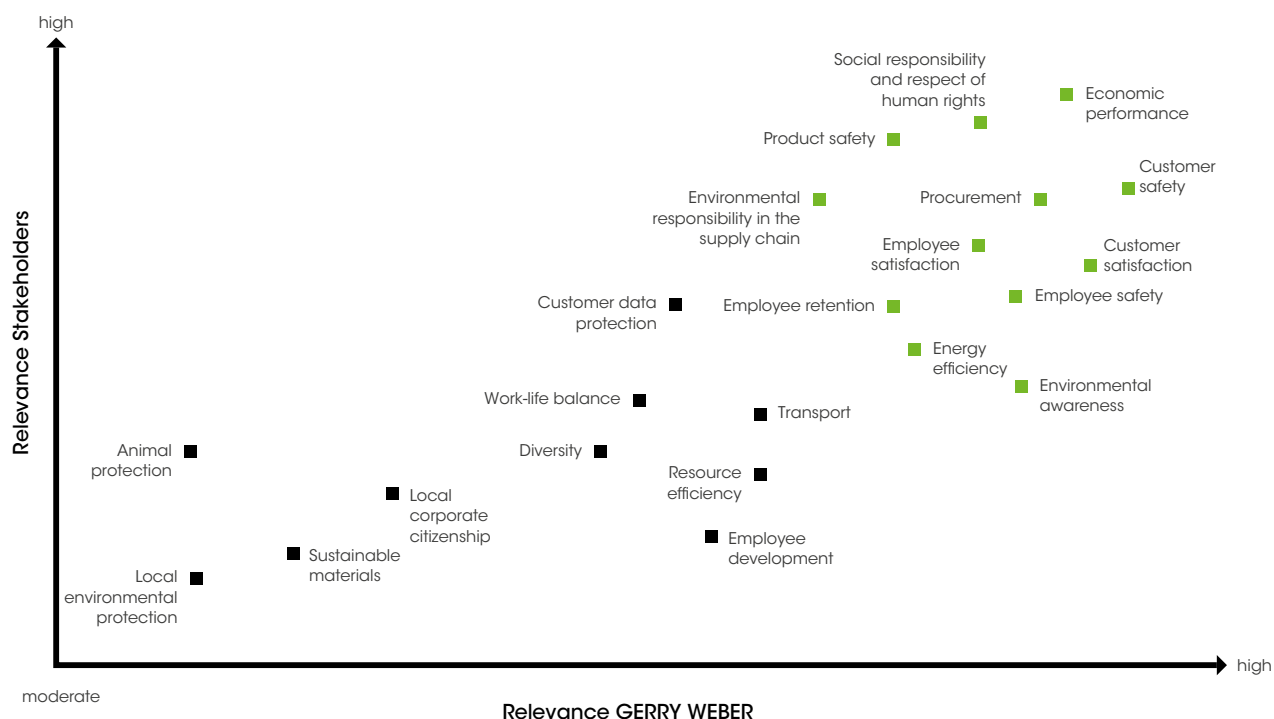 high
Social responsibility
and respect of
human rights
Economic
performance
Product safety
Customer
safety
Environmental
responsibility in the
supply chain
Procurement
Employee
satisfaction
Customer
satisfaction
Customer data
protection
Employee retention
Employee safety
Energy
efficiency
Environmental
awareness
Work-life balance
Transport
Animal
protection
Diversity
Resource
efficiency
Local
corporate
citizenship
Employee
development
Sustainable
materials
Local
environmental
protection
Relevance Stakeholders
high
moderate
Relevance GERRY WEBER